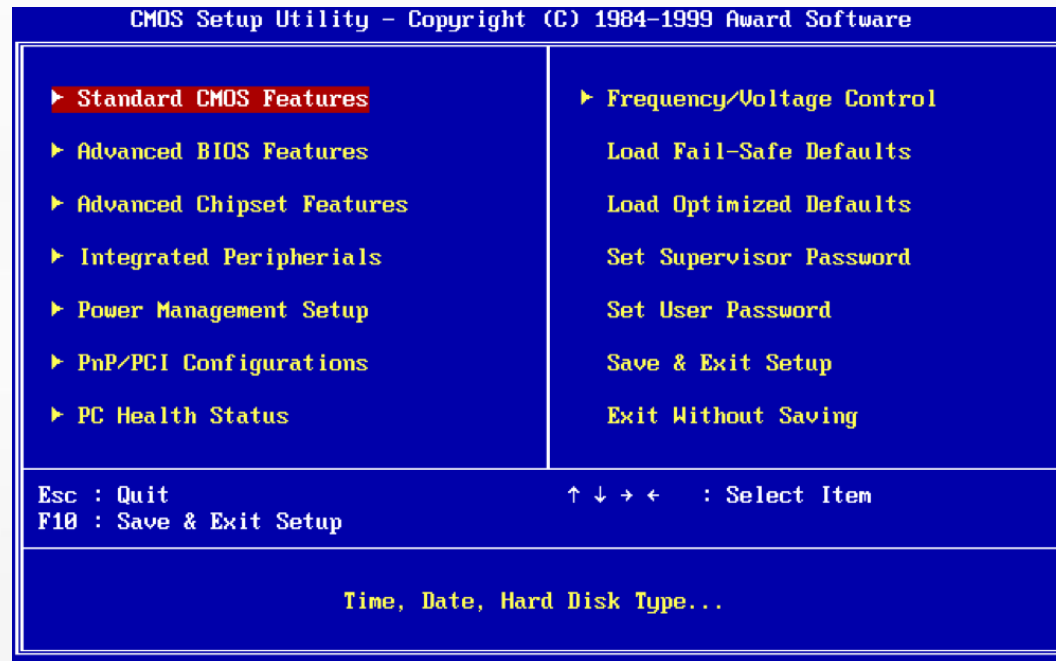 CMOS Setup Utility – Copyright (C) 1984–1999 Award Software
▶ Standard CMOS Features
▶ Advanced BIOS Features
▶ Advanced Chipset Features
▶ Integrated Peripherials
▶ Power Management Setup
▶ PnP/PCI Configurations
▶ PC Health Status
▶ Frequency/Voltage Control
Load Fail–Safe Defaults
Load Optimized Defaults
Set Supervisor Password
Set User Password
Save & Exit Setup
Exit Without Saving
Esc : Quit
F10 : Save & Exit Setup
↑ ↓ → ← : Select Item
Time, Date, Hard Disk Type...